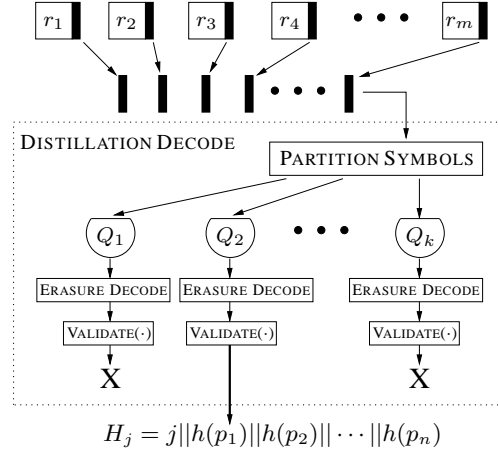 r₁ r₂ r₃ r₄ • • • rₘ
• • •
DISTILLATION DECODE
PARTITION SYMBOLS
Q₁ Q₂ • • • Qₖ
ERASURE DECODE ERASURE DECODE ERASURE DECODE
VALIDATE(·) VALIDATE(·) VALIDATE(·)
X X
Hⱼ = j||h(p₁)||h(p₂)|| · · · ||h(pₙ)